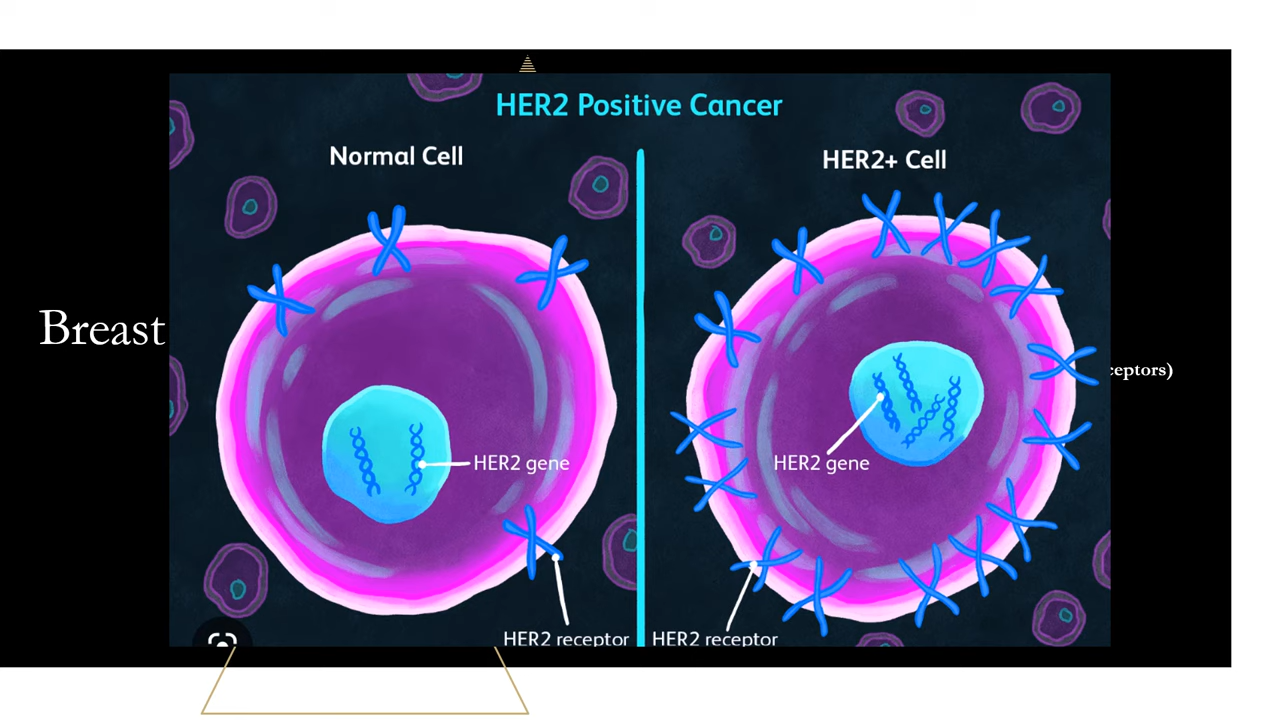 HER2 Positive Cancer
Normal Cell
HER2+ Cell
Breast
ceptors)
HER2 gene
HER2 gene
HER2 receptor
HER2 receptor